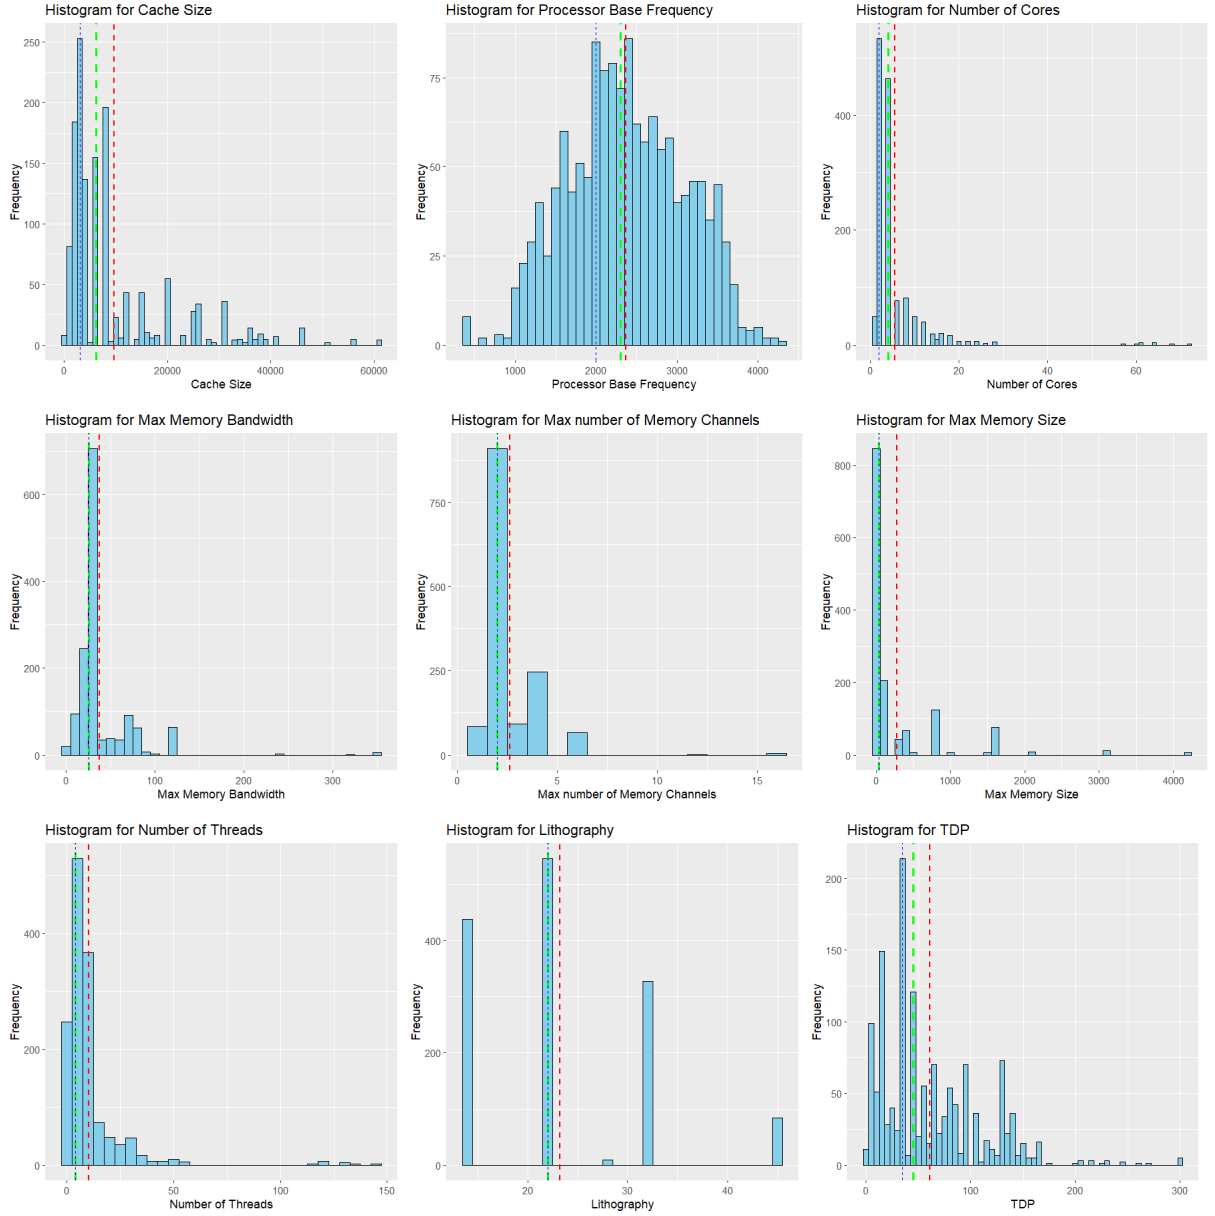 Histogram for Cache Size
Frequency
250
200
150
100
50
0
0 20000 40000 60000
Cache Size
Histogram for Processor Base Frequency
Frequency
75
50
25
0
1000 2000 3000 4000
Processor Base Frequency
Histogram for Number of Cores
Frequency
400
200
0
0 20 40 60
Number of Cores
Histogram for Max Memory Bandwidth
Frequency
600
400
200
0
0 100 200 300
Max Memory Bandwidth
Histogram for Max number of Memory Channels
Frequency
750
500
250
0
0 5 10 15
Max number of Memory Channels
Histogram for Max Memory Size
Frequency
800
600
400
200
0
0 1000 2000 3000 4000
Max Memory Size
Histogram for Number of Threads
Frequency
400
200
0
0 50 100 150
Number of Threads
Histogram for Lithography
Frequency
400
200
0
20 30 40
Lithography
Histogram for TDP
Frequency
200
150
100
50
0
0 100 200 300
TDP